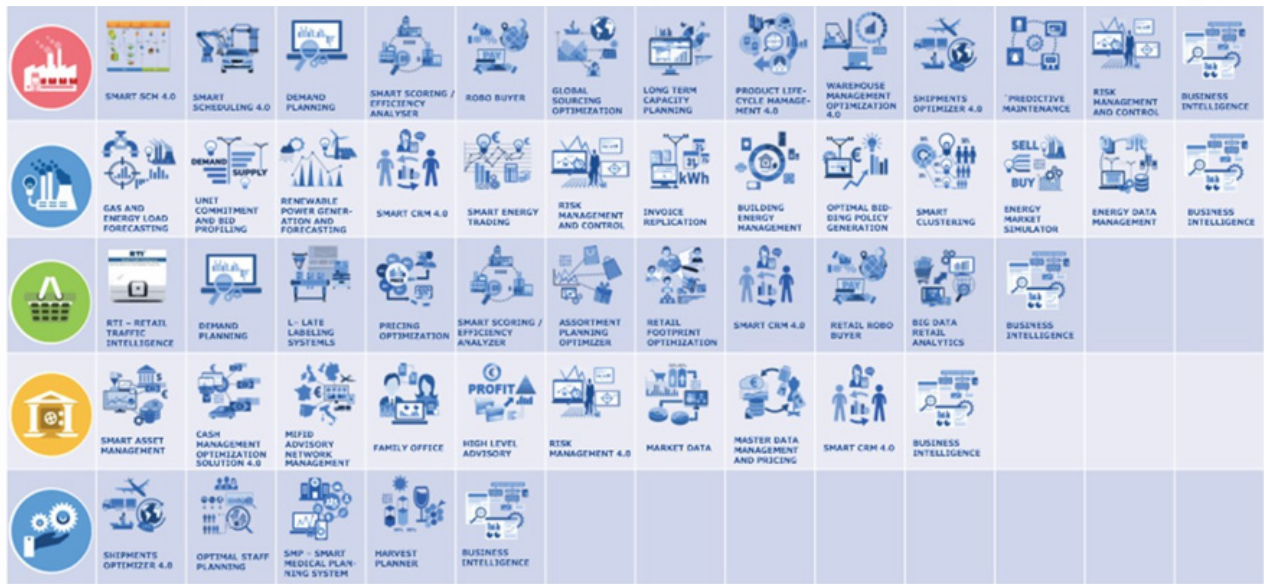 SMART SCM 4.0
SMART
SCHEDULING 4.0
DEMAND
PLANNING
SMART SCORING /
EFFICIENCY
ANALYSER
PAY
ROBO BUYER
GLOBAL
SOURCING
OPTIMIZATION
LONG TERM
CAPACITY
PLANNING
PRODUCT LIFE-
CYCLE MANAGE-
MENT 4.0
WAREHOUSE
MANAGEMENT
OPTIMIZATION
4.0
SHIPMENTS
OPTIMIZER 4.0
'PREDICTIVE
MAINTENANCE
RISK
MANAGEMENT
AND CONTROL
BUSINESS
INTELLIGENCE
GAS AND
ENERGY LOAD
FORECASTING
DEMAND
SUPPLY
UNIT
COMMITMENT
AND BID
PROFILING
RENEWABLE
POWER GENER-
ATION AND
FORECASTING
SMART CRM 4.0
SMART ENERGY
TRADING
RISK
MANAGEMENT
AND CONTROL
kWh
INVOICE
REPLICATION
BUILDING
ENERGY
MANAGEMENT
€
OPTIMAL BID-
DING POLICY
GENERATION
SMART
CLUSTERING
SELL
BUY
ENERGY
MARKET
SIMULATOR
ENERGY DATA
MANAGEMENT
BUSINESS
INTELLIGENCE
RTI
RTI – RETAIL
TRAFFIC
INTELLIGENCE
DEMAND
PLANNING
L- LATE
LABELING
SYSTEMLS
PRICING
OPTIMIZATION
SMART SCORING /
EFFICIENCY
ANALYZER
ASSORTMENT
PLANNING
OPTIMIZER
RETAIL
FOOTPRINT
OPTIMIZATION
SMART CRM 4.0
PAY
RETAIL ROBO
BUYER
BIG DATA
RETAIL
ANALYTICS
BUSINESS
INTELLIGENCE
SMART ASSET
MANAGEMENT
CASH
MANAGEMENT
OPTIMIZATION
SOLUTION 4.0
MIFID
ADVISORY
NETWORK
MANAGEMENT
FAMILY OFFICE
€
PROFIT
HIGH LEVEL
ADVISORY
RISK
MANAGEMENT 4.0
MARKET DATA
MASTER DATA
MANAGEMENT
AND PRICING
SMART CRM 4.0
BUSINESS
INTELLIGENCE
SHIPMENTS
OPTIMIZER 4.0
OPTIMAL STAFF
PLANNING
SMP – SMART
MEDICAL PLAN-
NING SYSTEM
HARVEST
PLANNER
BUSINESS
INTELLIGENCE